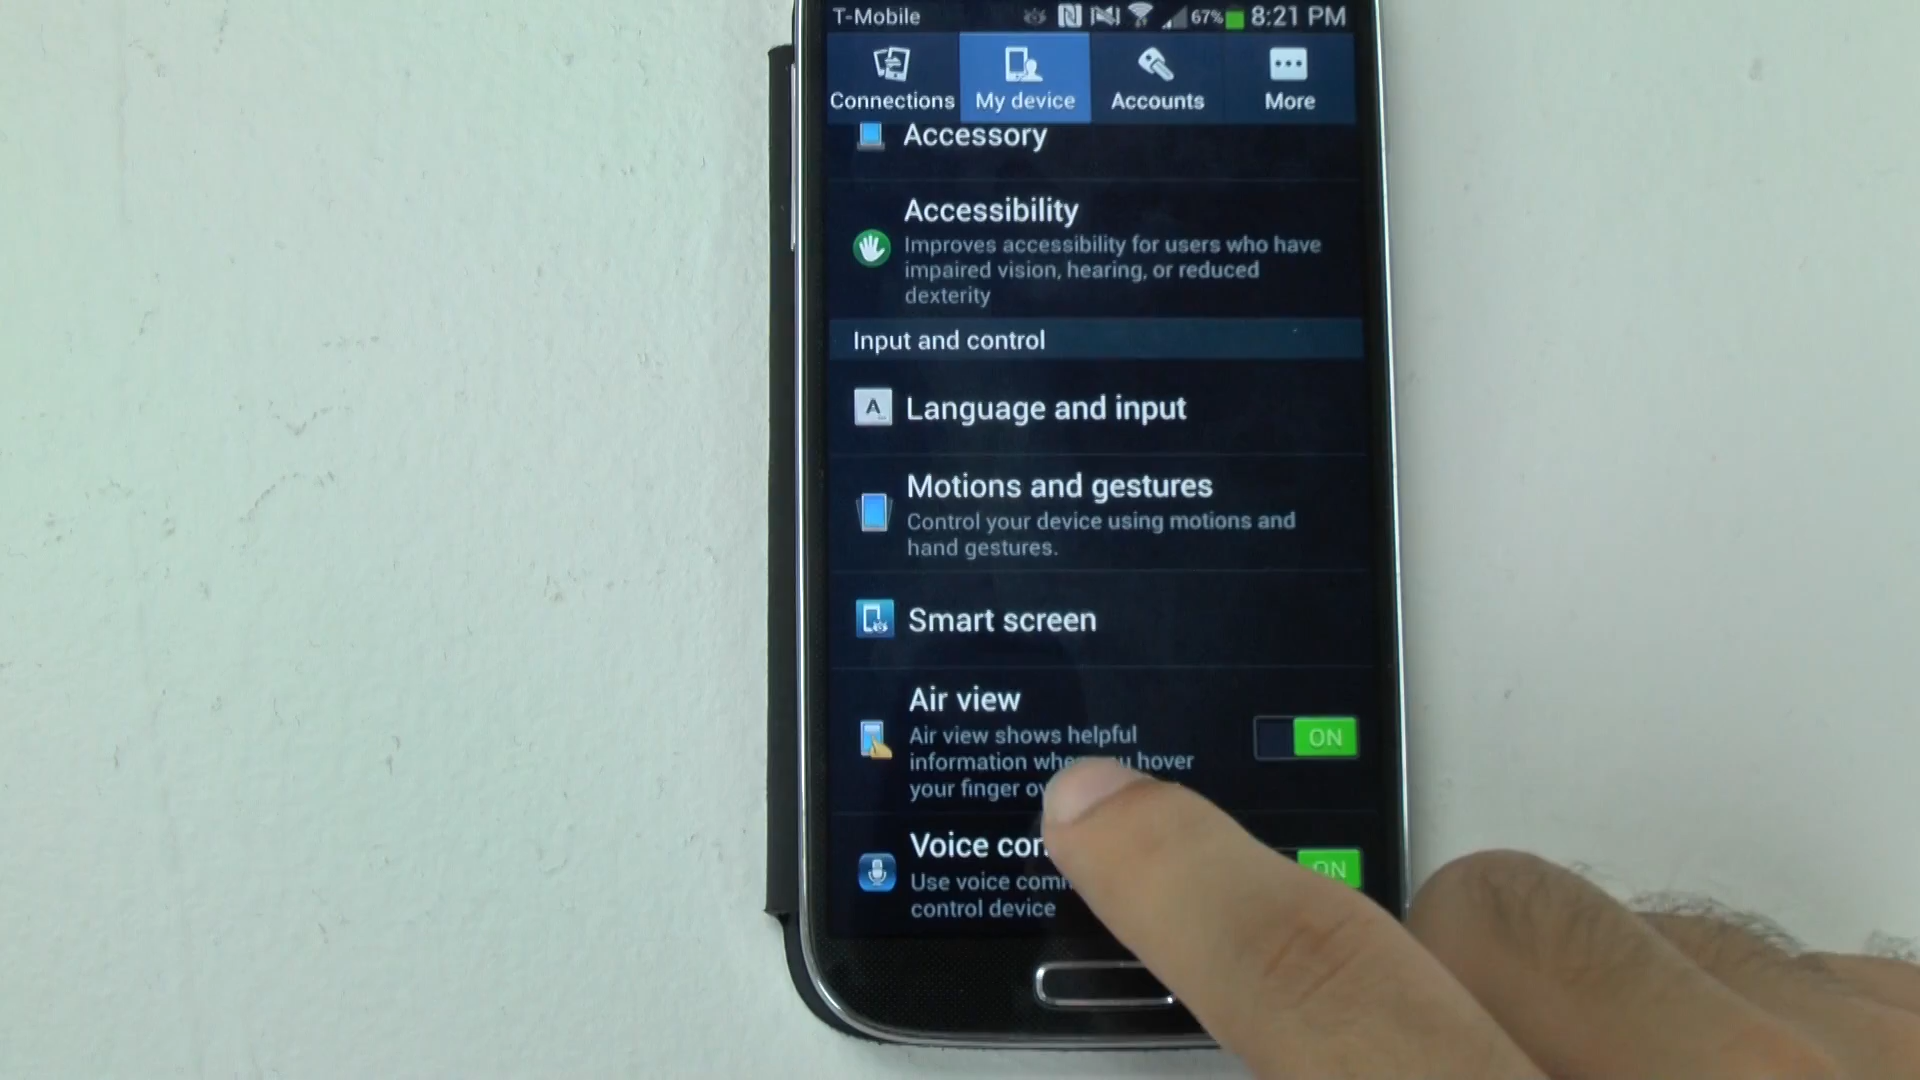 T-Mobile 67% 8:21 PM
Connections My device Accounts More
Accessory
Accessibility
Improves accessibility for users who have
impaired vision, hearing, or reduced
dexterity
Input and control
A Language and input
Motions and gestures
Control your device using motions and
hand gestures.
Smart screen
Air view
Air view shows helpful
information when you hover
your finger
ON
Voice
ON
Use voice
control device